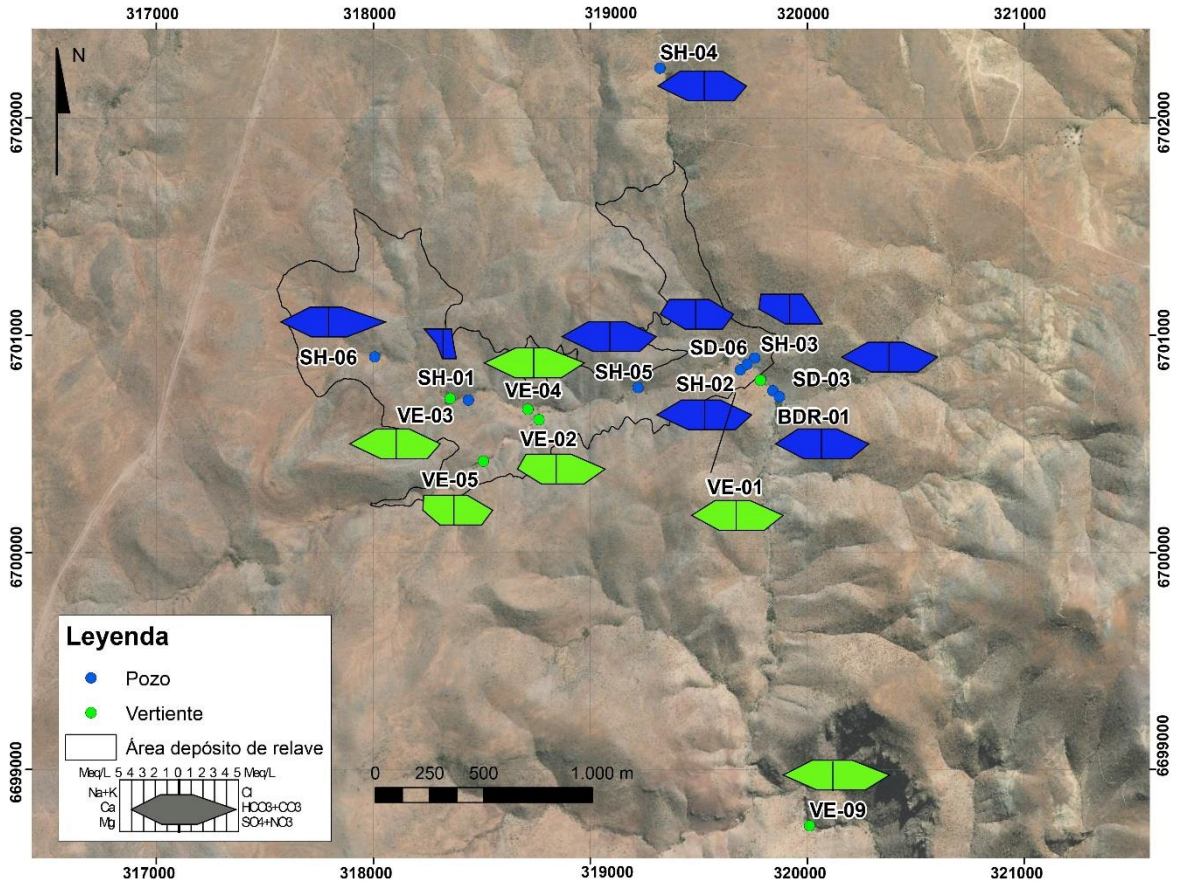 317000 318000 319000 320000 321000
N
SH-04
6702000 6702000
6701000 6701000
SD-06 SH-03
SH-06
SH-05
SH-01 VE-04 SD-03
SH-02
VE-03 BDR-01
VE-02
VE-05 VE-01
6700000 6700000
Leyenda
Pozo
Vertiente
Área depósito de relave
Meq/L 5 4 3 2 1 0 1 2 3 4 5 Meq/L
Na+K Cl
Ca HCO3+CO3
Mg SO4+NO3
0 250 500 1.000 m
6699000 6699000
VE-09
317000 318000 319000 320000 321000